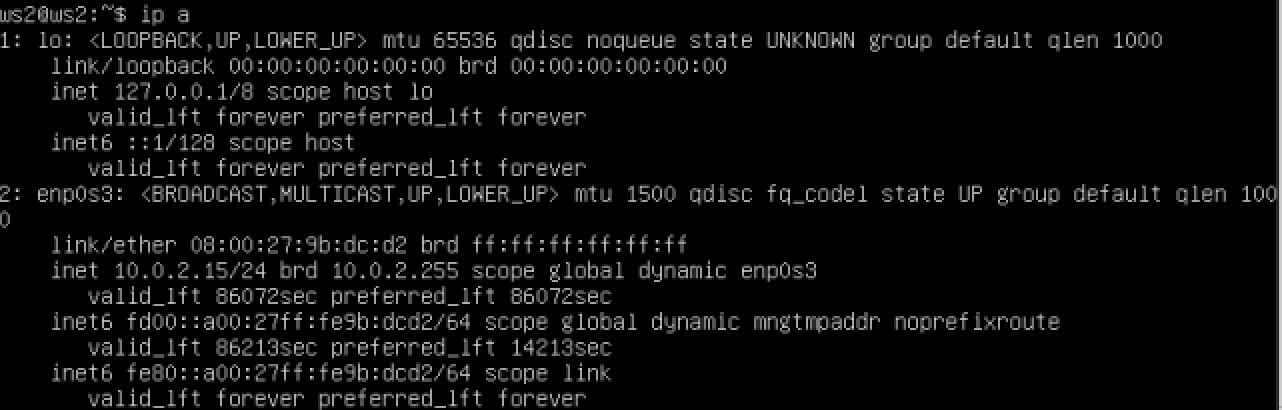 ws2@ws2:~$ ip a
1: lo: <LOOPBACK,UP,LOWER_UP> mtu 65536 qdisc noqueue state UNKNOWN group default qlen 1000
    link/loopback 00:00:00:00:00:00 brd 00:00:00:00:00:00
    inet 127.0.0.1/8 scope host lo
       valid_lft forever preferred_lft forever
    inet6 ::1/128 scope host
       valid_lft forever preferred_lft forever
2: enp0s3: <BROADCAST,MULTICAST,UP,LOWER_UP> mtu 1500 qdisc fq_codel state UP group default qlen 100
0
    link/ether 08:00:27:9b:dc:d2 brd ff:ff:ff:ff:ff:ff
    inet 10.0.2.15/24 brd 10.0.2.255 scope global dynamic enp0s3
       valid_lft 86072sec preferred_lft 86072sec
    inet6 fd00::a00:27ff:fe9b:dcd2/64 scope global dynamic mngtmpaddr noprefixroute
       valid_lft 86213sec preferred_lft 14213sec
    inet6 fe80::a00:27ff:fe9b:dcd2/64 scope link
       valid_lft forever preferred_lft forever